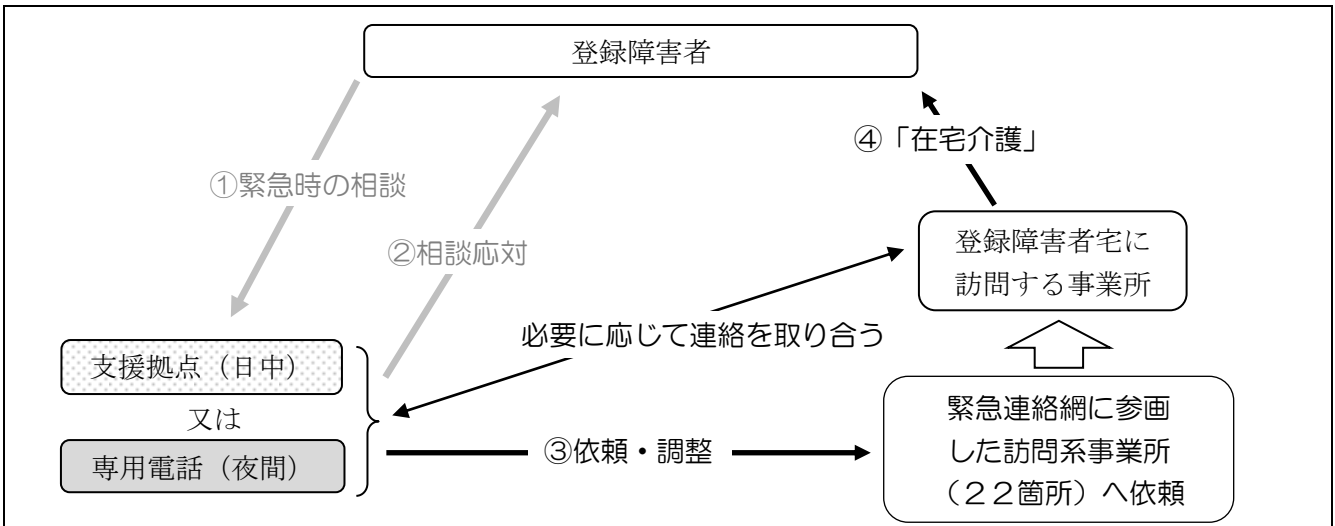 登録障害者
④「在宅介護」
①緊急時の相談
登録障害者宅に
訪問する事業所
②相談応対
必要に応じて連絡を取り合う
支援拠点（日中）
又は
専用電話（夜間）
③依頼・調整
緊急連絡網に参画
した訪問系事業所
（２２箇所）へ依頼